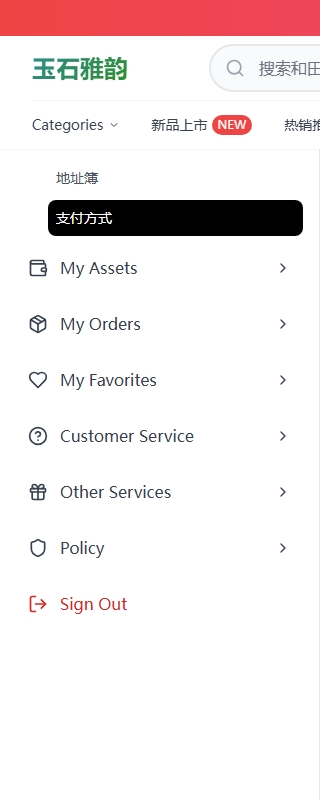 玉石雅韵
搜索和田
Categories 新品上市 NEW 热销
地址簿
支付方式
My Assets
My Orders
My Favorites
Customer Service
Other Services
Policy
Sign Out